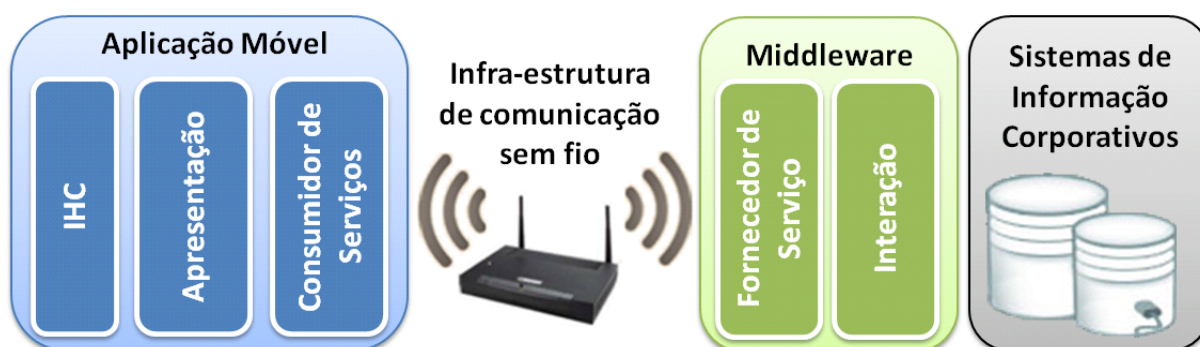 Aplicação Móvel
IHC
Apresentação
Consumidor de
Serviços
Infra-estrutura
de comunicação
sem fio
Middleware
Fornecedor de
Serviço
Interação
Sistemas de
Informação
Corporativos